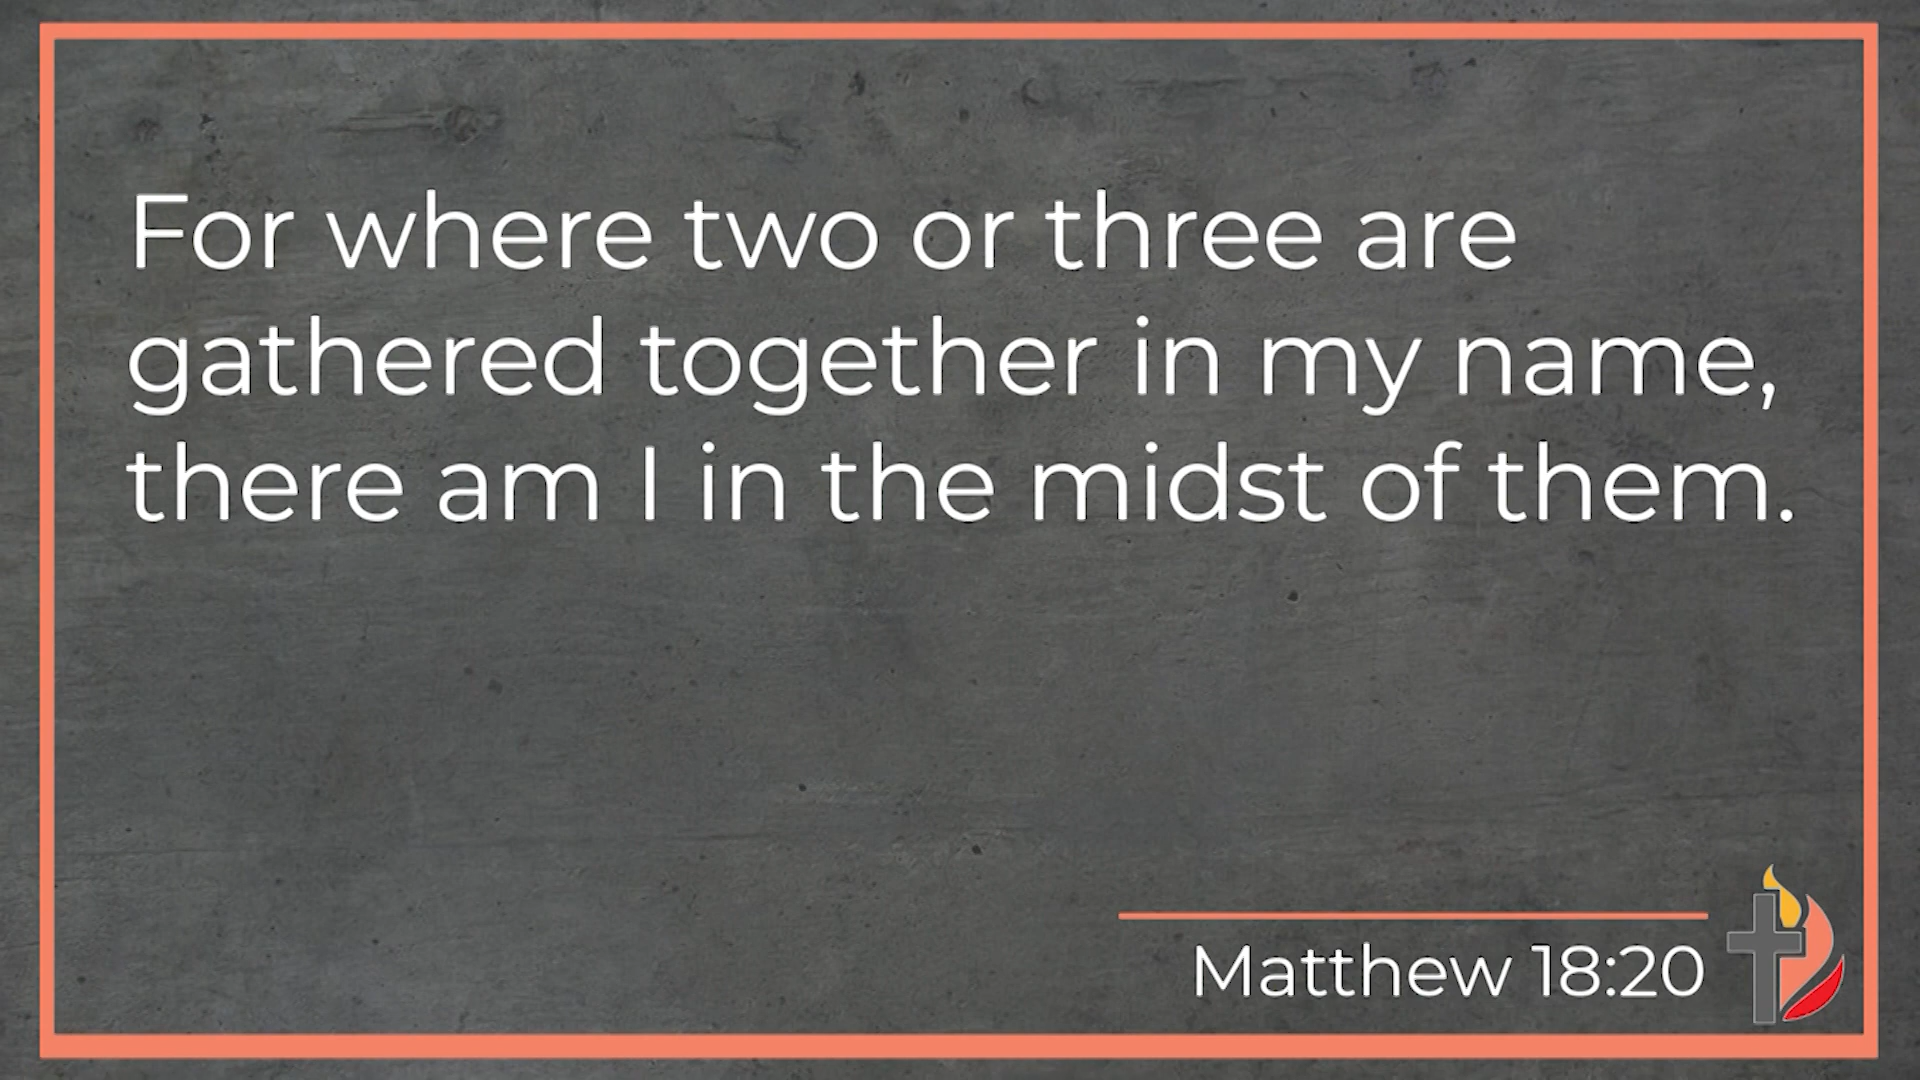 For where two or three are
gathered together in my name,
there am I in the midst of them.
Matthew 18:20